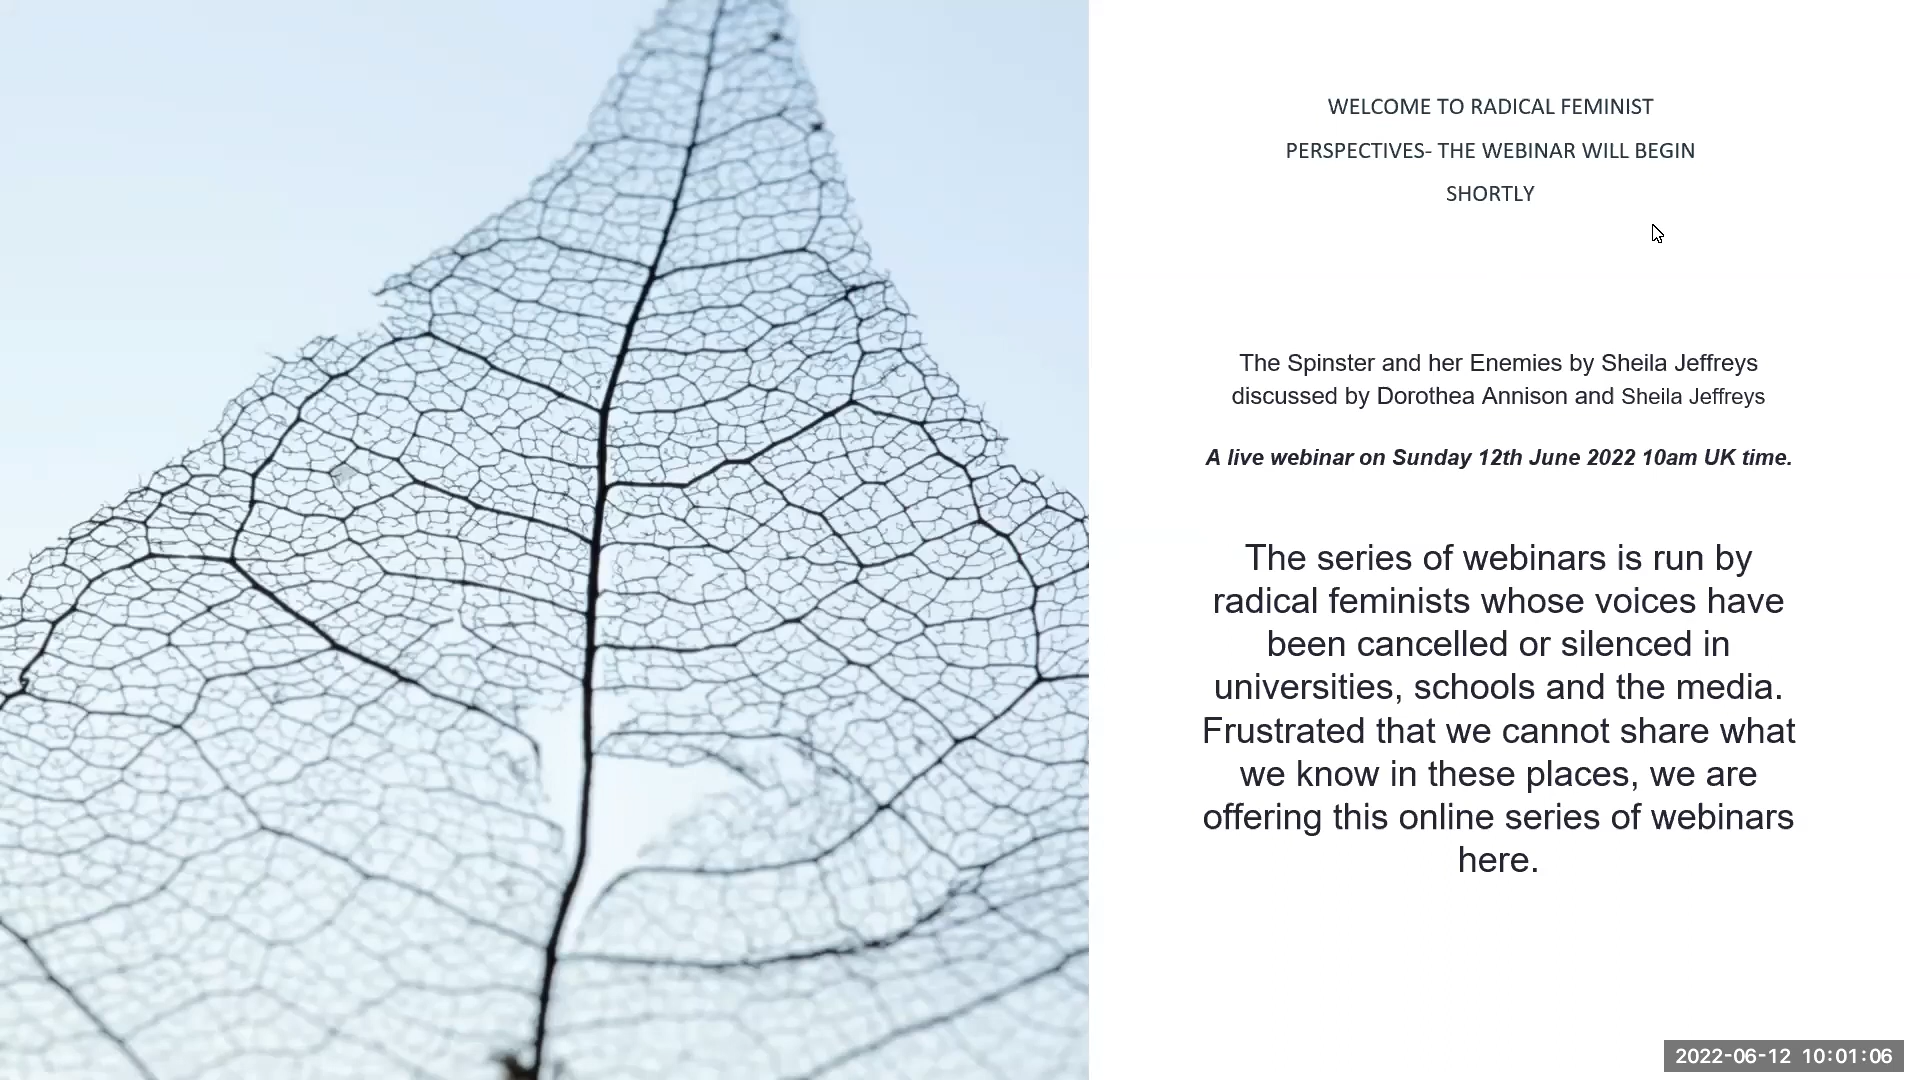 WELCOME TO RADICAL FEMINIST
PERSPECTIVES- THE WEBINAR WILL BEGIN
SHORTLY
The Spinster and her Enemies by Sheila Jeffreys
discussed by Dorothea Annison and Sheila Jeffreys
A live webinar on Sunday 12th June 2022 10am UK time.
The series of webinars is run by
radical feminists whose voices have
been cancelled or silenced in
universities, schools and the media.
Frustrated that we cannot share what
we know in these places, we are
offering this online series of webinars
here.
2022-06-12 10:01:06